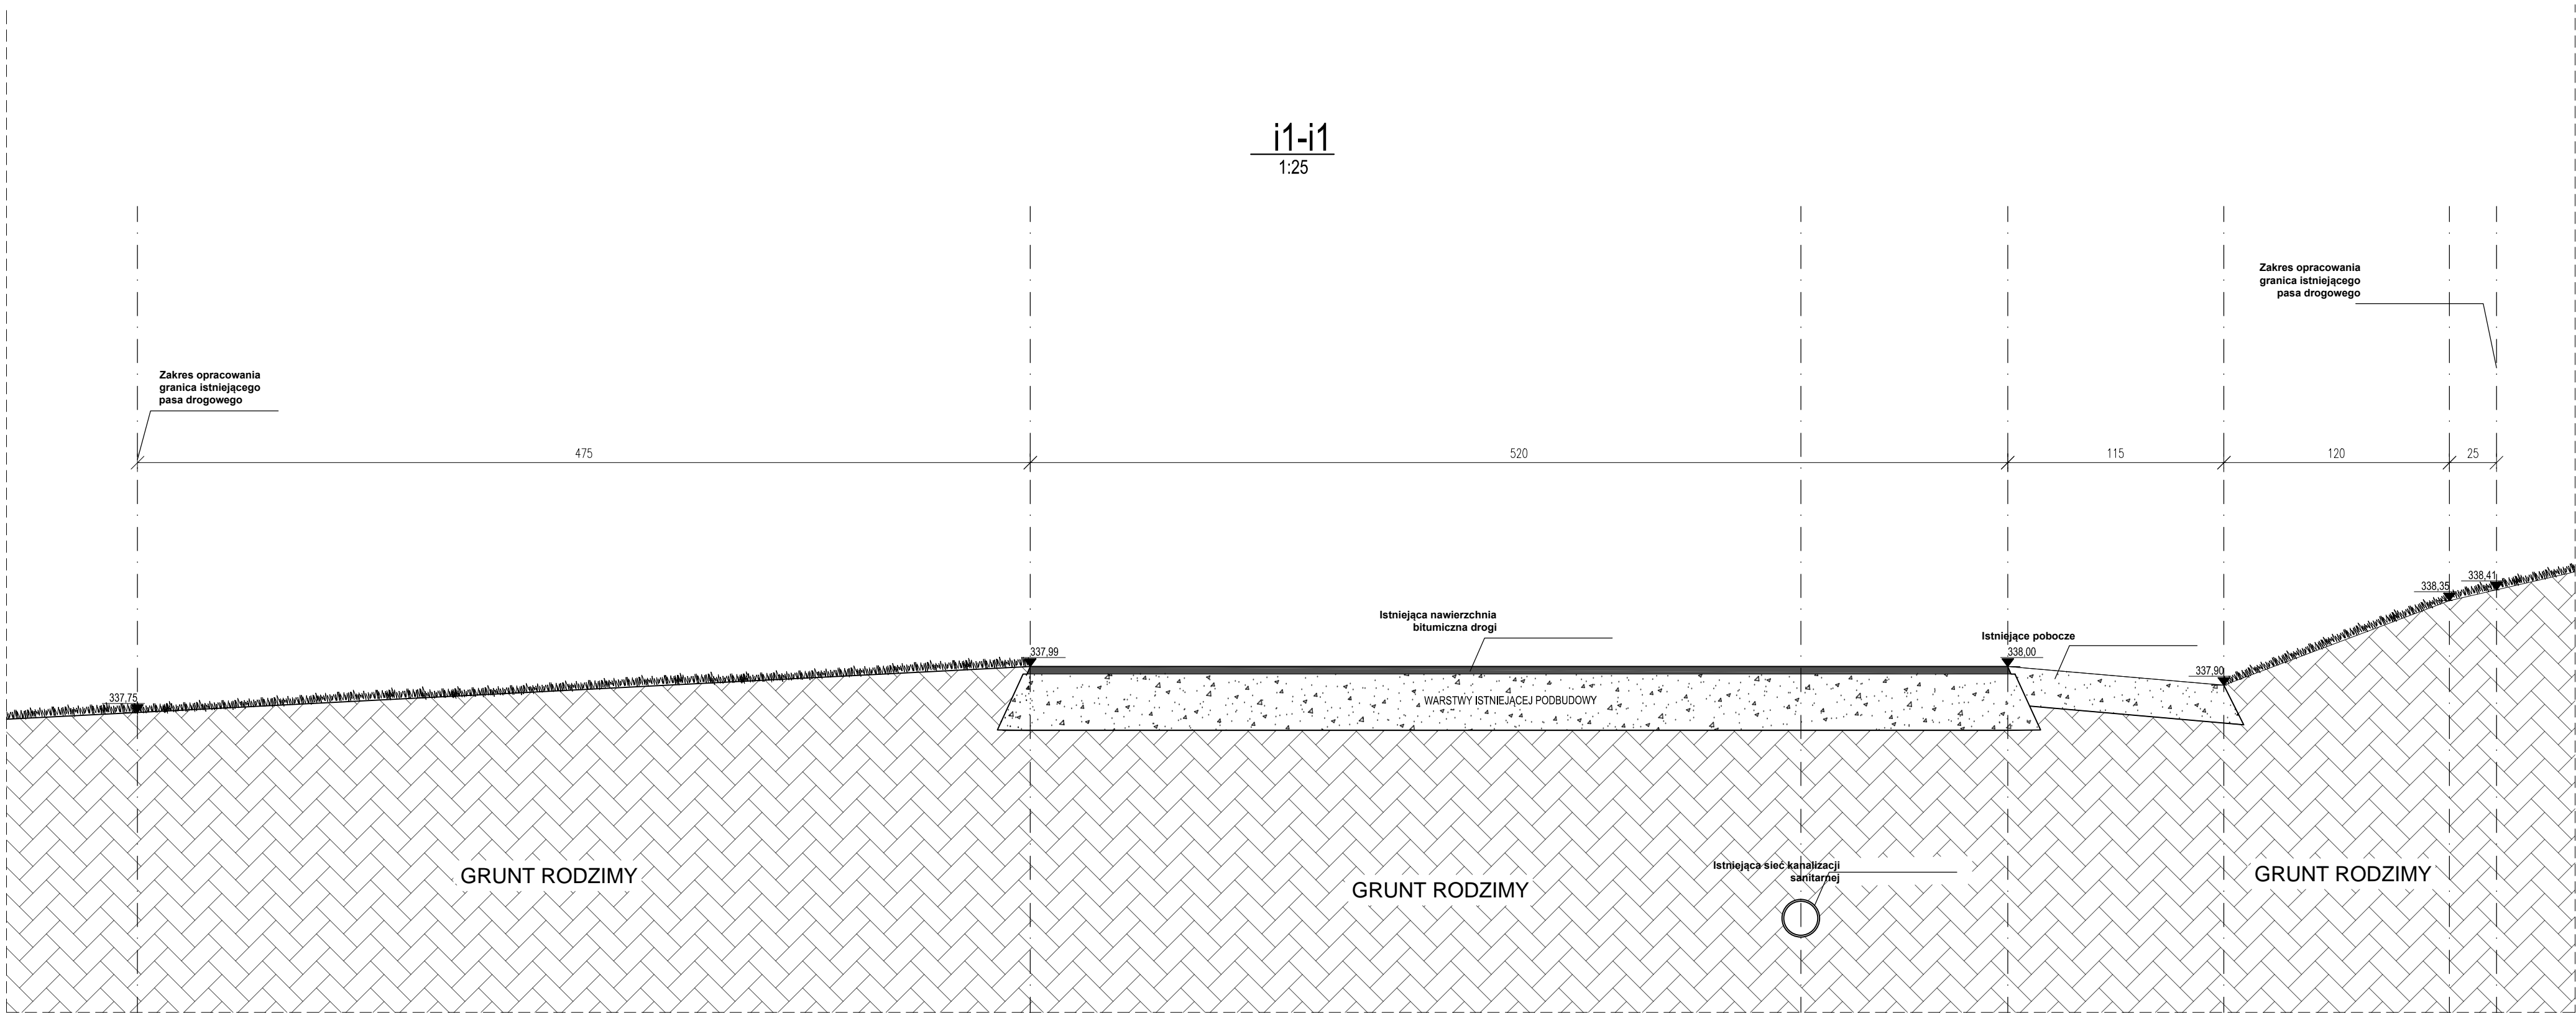 i1-i1
1:25
Zakres opracowania
granica istniejącego
pasa drogowego
Zakres opracowania
granica istniejącego
pasa drogowego
475
520
115
120
25
338,35
338,41
Istniejąca nawierzchnia
bitumiczna drogi
Istniejące pobocze
337,75
337,99
338,00
337,90
WARSTWY ISTNIEJĄCEJ PODBUDOWY
GRUNT RODZIMY
GRUNT RODZIMY
Istniejąca sieć kanalizacji
sanitarnej
GRUNT RODZIMY